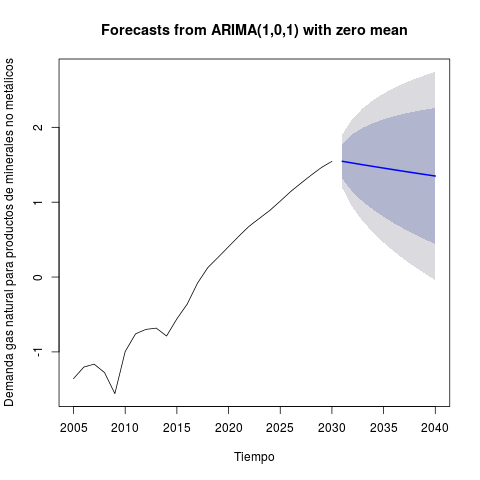 Forecasts from ARIMA(1,0,1) with zero mean
Demanda gas natural para productos de minerales no metálicos
2
1
0
-1
2005 2010 2015 2020 2025 2030 2035 2040
Tiempo